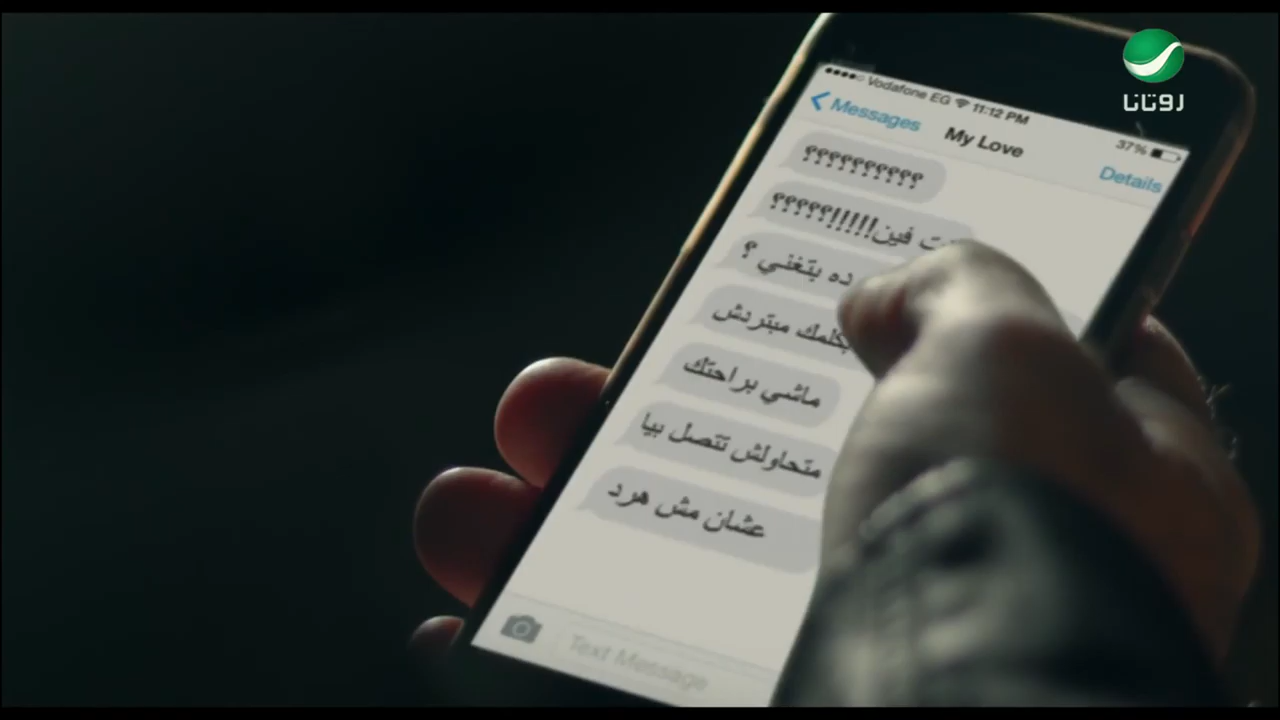 روتانا
Vodafone EG 11:12 PM 37%
Messages My Love Details
؟؟؟؟؟؟؟؟؟؟
فين!!!!!؟؟؟؟؟
ده بتغني ؟
بكلمك مبتردش
ماشي براحتك
متحاولش تتصل بيا
عشان مش هرد
Text Message